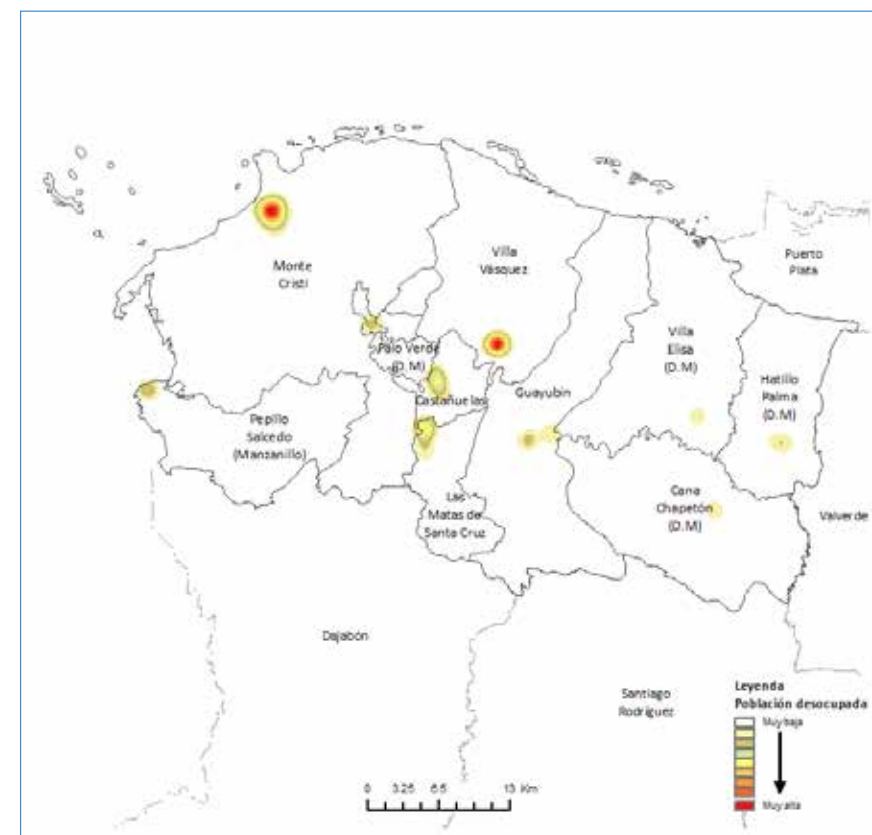 Puerto
Plata
Villa
Vásquez
Monte
Cristi
Villa
Elisa
(D.M)
Palo Verde
(D.M)
Hatillo
Palma
(D.M)
Guayubín
Castañuelas
Pepillo
Salcedo
(Manzanillo)
Las
Matas de
Santa Cruz
Cana
Chapetón
(D.M)
Valverde
Dajabón
Santiago
Rodríguez
Leyenda
Población desocupada
Muy baja
Muy alta
0 3.25 6.5 13 Km